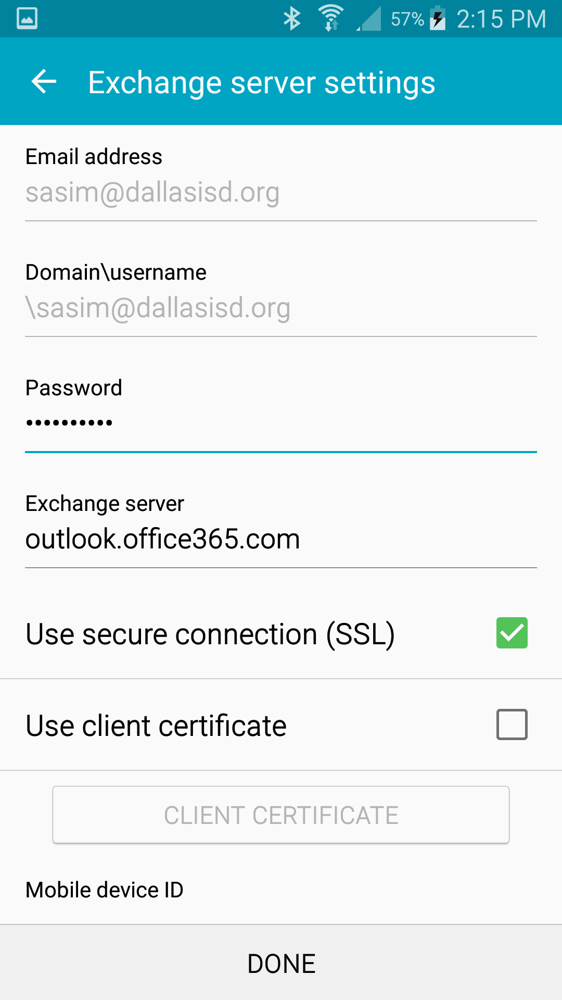 57% 2:15 PM
Exchange server settings
Email address
sasim@dallasisd.org
Domain\username
\sasim@dallasisd.org
Password
••••••••••
Exchange server
outlook.office365.com
Use secure connection (SSL)
Use client certificate
CLIENT CERTIFICATE
Mobile device ID
DONE